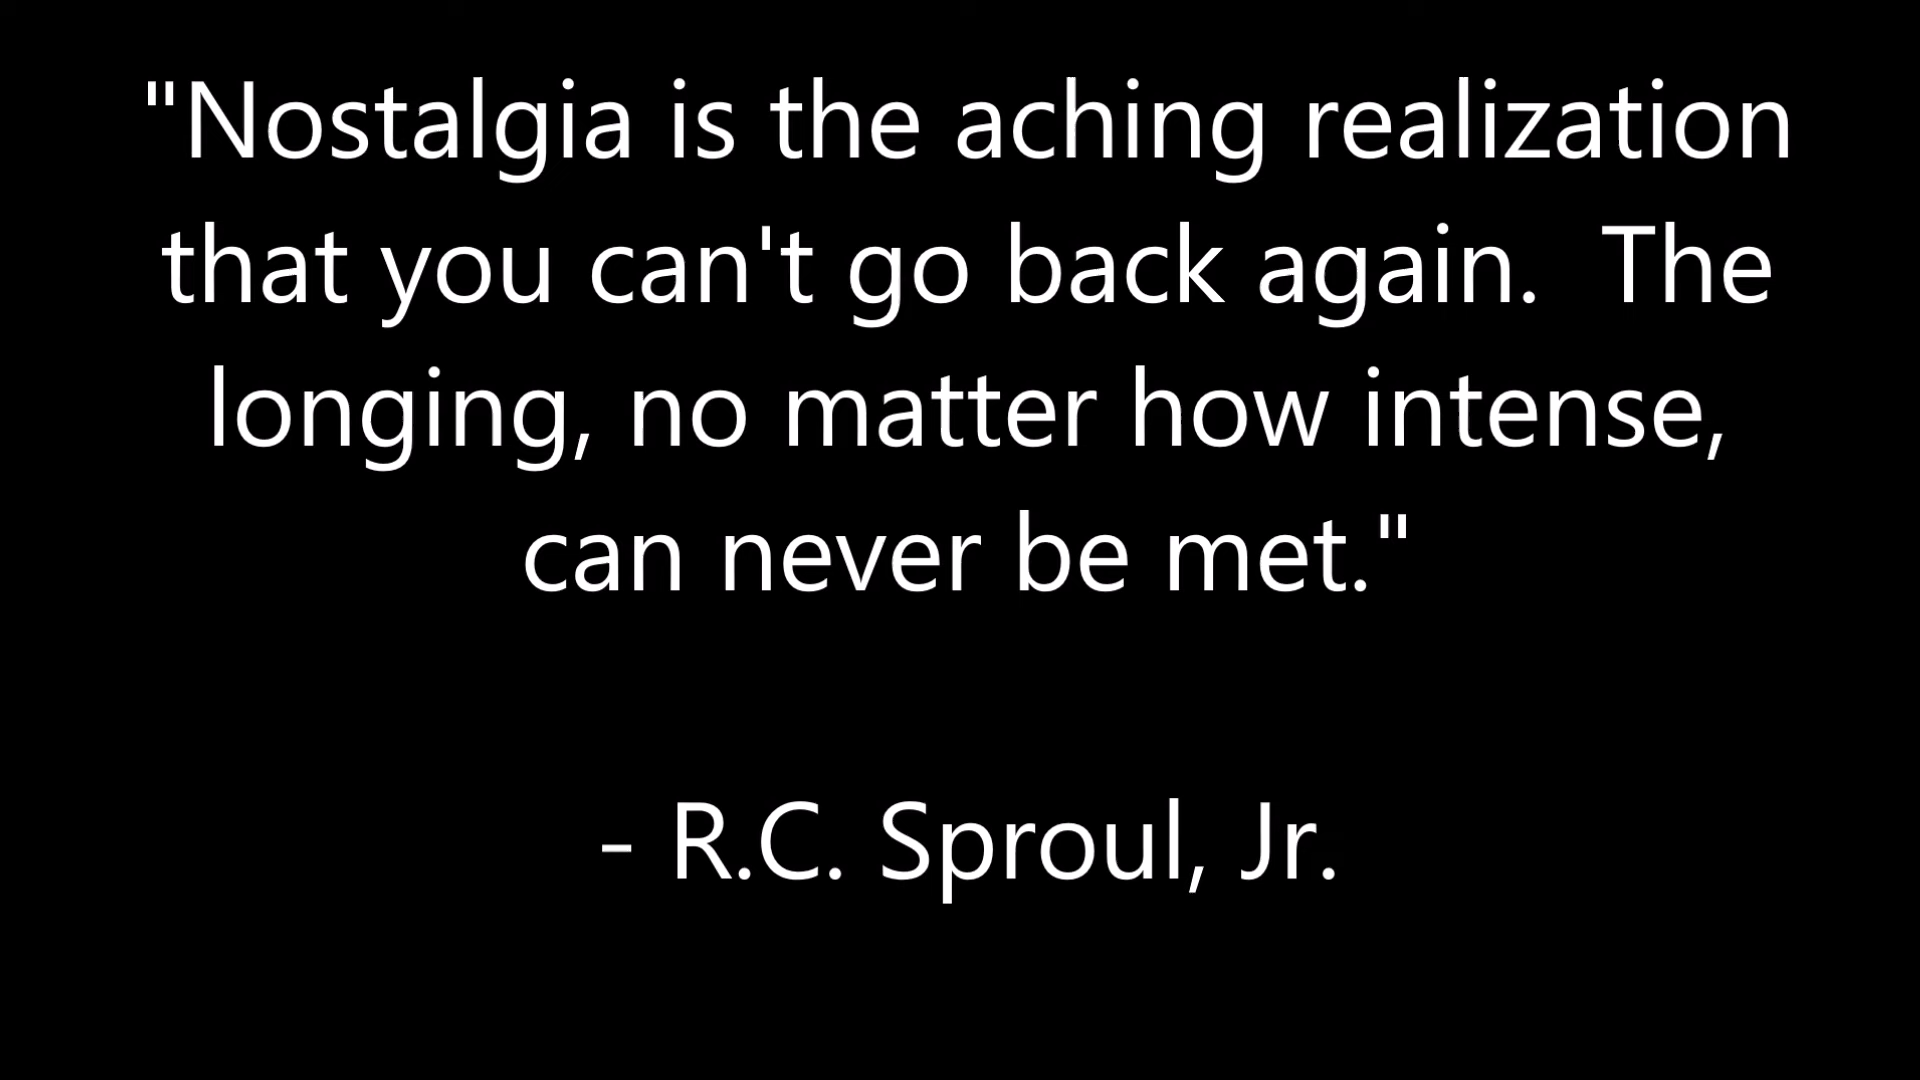 "Nostalgia is the aching realization
that you can't go back again.  The
longing, no matter how intense,
can never be met."
- R.C. Sproul, Jr.